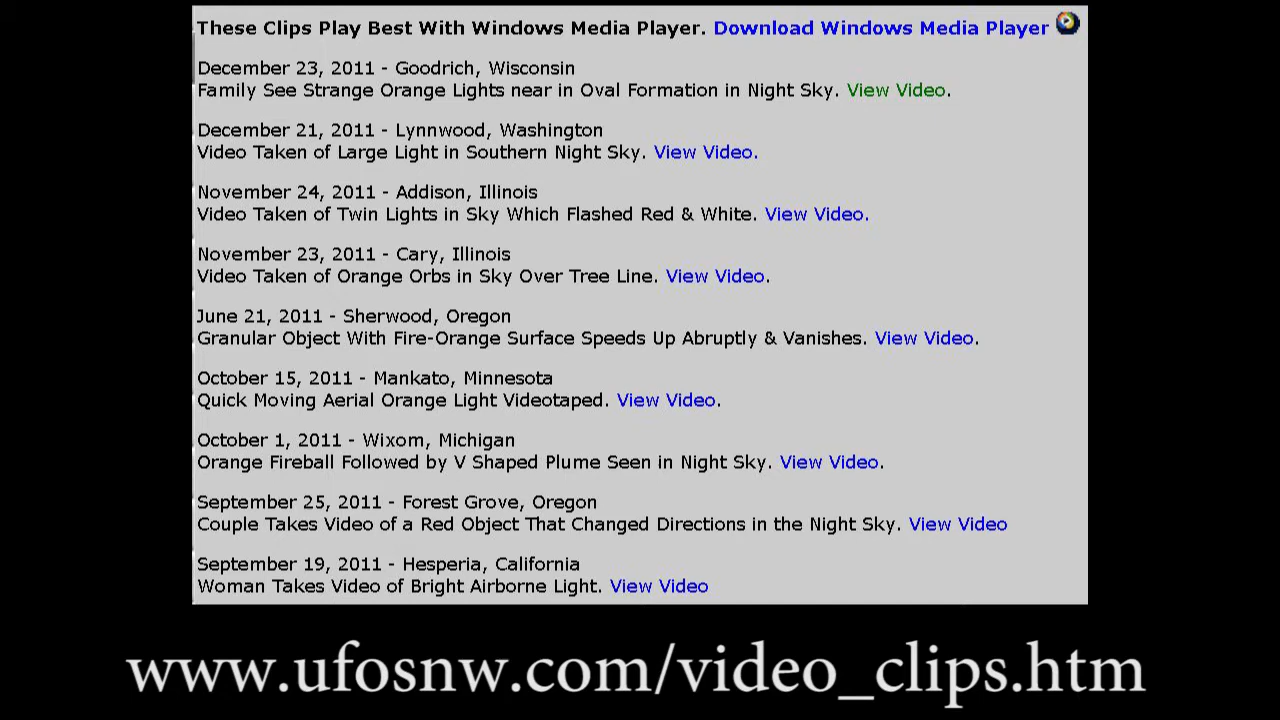 These Clips Play Best With Windows Media Player. Download Windows Media Player
December 23, 2011 - Goodrich, Wisconsin
Family See Strange Orange Lights near in Oval Formation in Night Sky. View Video.
December 21, 2011 - Lynnwood, Washington
Video Taken of Large Light in Southern Night Sky. View Video.
November 24, 2011 - Addison, Illinois
Video Taken of Twin Lights in Sky Which Flashed Red & White. View Video.
November 23, 2011 - Cary, Illinois
Video Taken of Orange Orbs in Sky Over Tree Line. View Video.
June 21, 2011 - Sherwood, Oregon
Granular Object With Fire-Orange Surface Speeds Up Abruptly & Vanishes. View Video.
October 15, 2011 - Mankato, Minnesota
Quick Moving Aerial Orange Light Videotaped. View Video.
October 1, 2011 - Wixom, Michigan
Orange Fireball Followed by V Shaped Plume Seen in Night Sky. View Video.
September 25, 2011 - Forest Grove, Oregon
Couple Takes Video of a Red Object That Changed Directions in the Night Sky. View Video
September 19, 2011 - Hesperia, California
Woman Takes Video of Bright Airborne Light. View Video
www.ufosnw.com/video_clips.htm